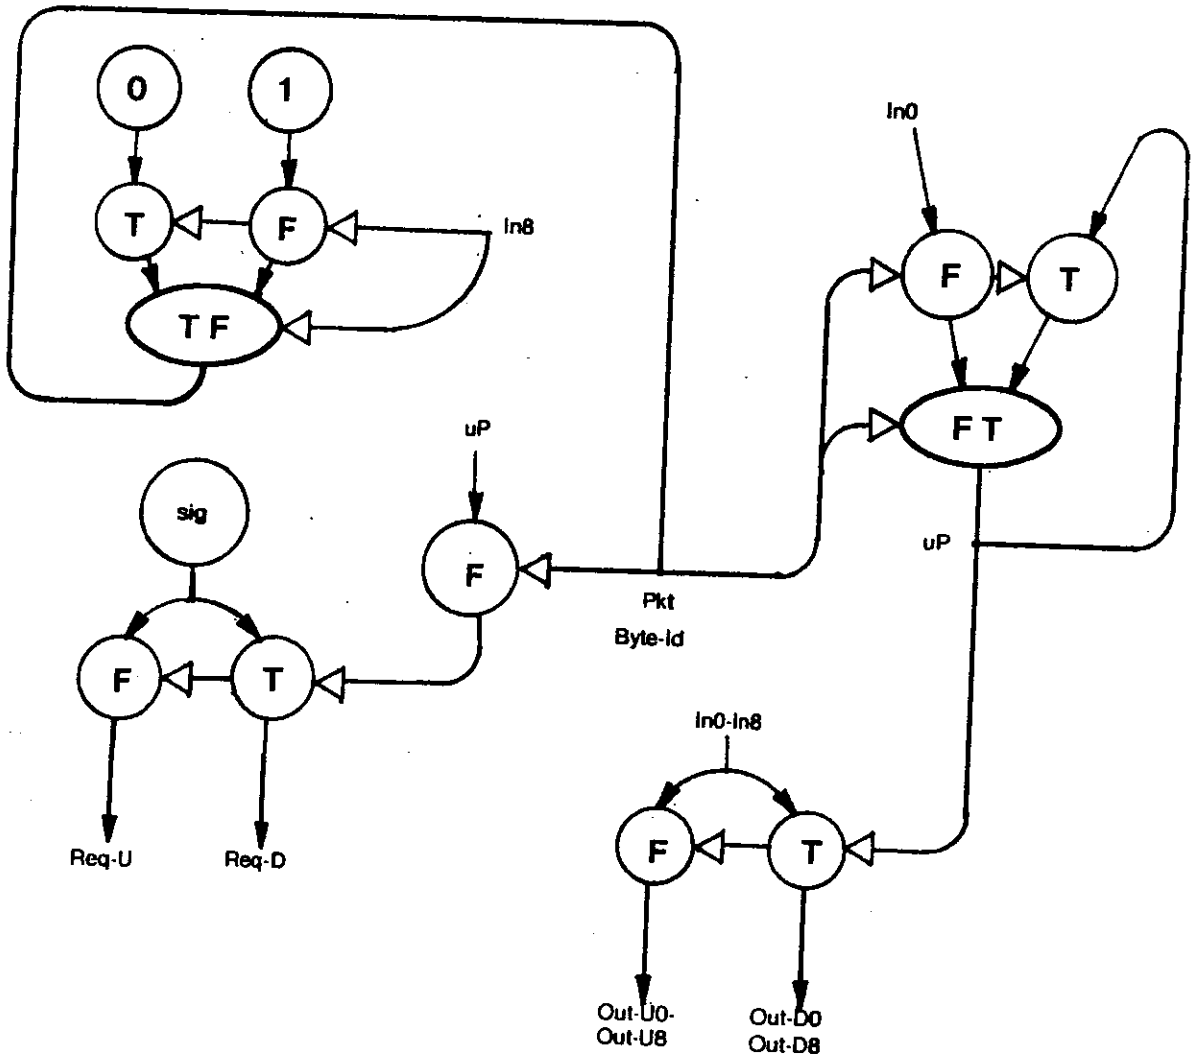 0
1
In0
T
F
In8
F
T
T F
uP
F T
sig
uP
F
Pkt
Byte-Id
F
T
In0-In8
F
T
Req-U
Req-D
Out-U0-
Out-U8
Out-D0
Out-D8